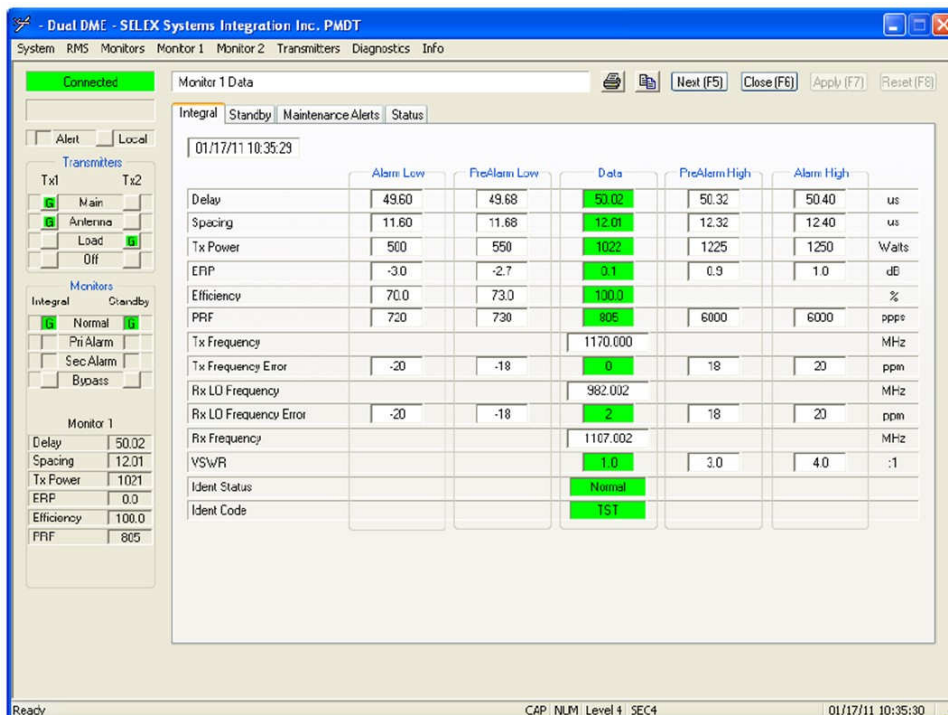 - Dual DME - SELEX Systems Integration Inc. PMDT
System RMS Monitors Monitor 1 Monitor 2 Transmitters Diagnostics Info
Connected
Monitor 1 Data
Next (F5) Close (F6) Apply (F7) Reset (F8)
Alert Local
Transmitters
Tx1 Tx2
G Main
G Antenna
Load G
Off
Monitors
Integral Standby
G Normal G
Pri Alarm
Sec Alarm
Bypass
Monitor 1
Delay 50.02
Spacing 12.01
Tx Power 1021
ERP 0.0
Efficiency 100.0
PRF 805
Integral Standby Maintenance Alerts Status
01/17/11 10:35:29
Alarm Low PreAlarm Low Data PreAlarm High Alarm High
Delay 49.60 49.68 50.02 50.32 50.40 us
Spacing 11.60 11.68 12.01 12.32 12.40 us
Tx Power 500 550 1022 1225 1250 Watts
ERP -3.0 -2.7 0.1 0.9 1.0 dB
Efficiency 70.0 73.0 100.0 %
PRF 720 730 805 6000 6000 ppps
Tx Frequency 1170.000 MHz
Tx Frequency Error -20 -18 0 18 20 ppm
Rx LO Frequency 982.002 MHz
Rx LO Frequency Error -20 -18 2 18 20 ppm
Rx Frequency 1107.002 MHz
VSWR 1.0 3.0 4.0 :1
Ident Status Normal
Ident Code TST
Ready CAP NUM Level 4 SEC4 01/17/11 10:35:30